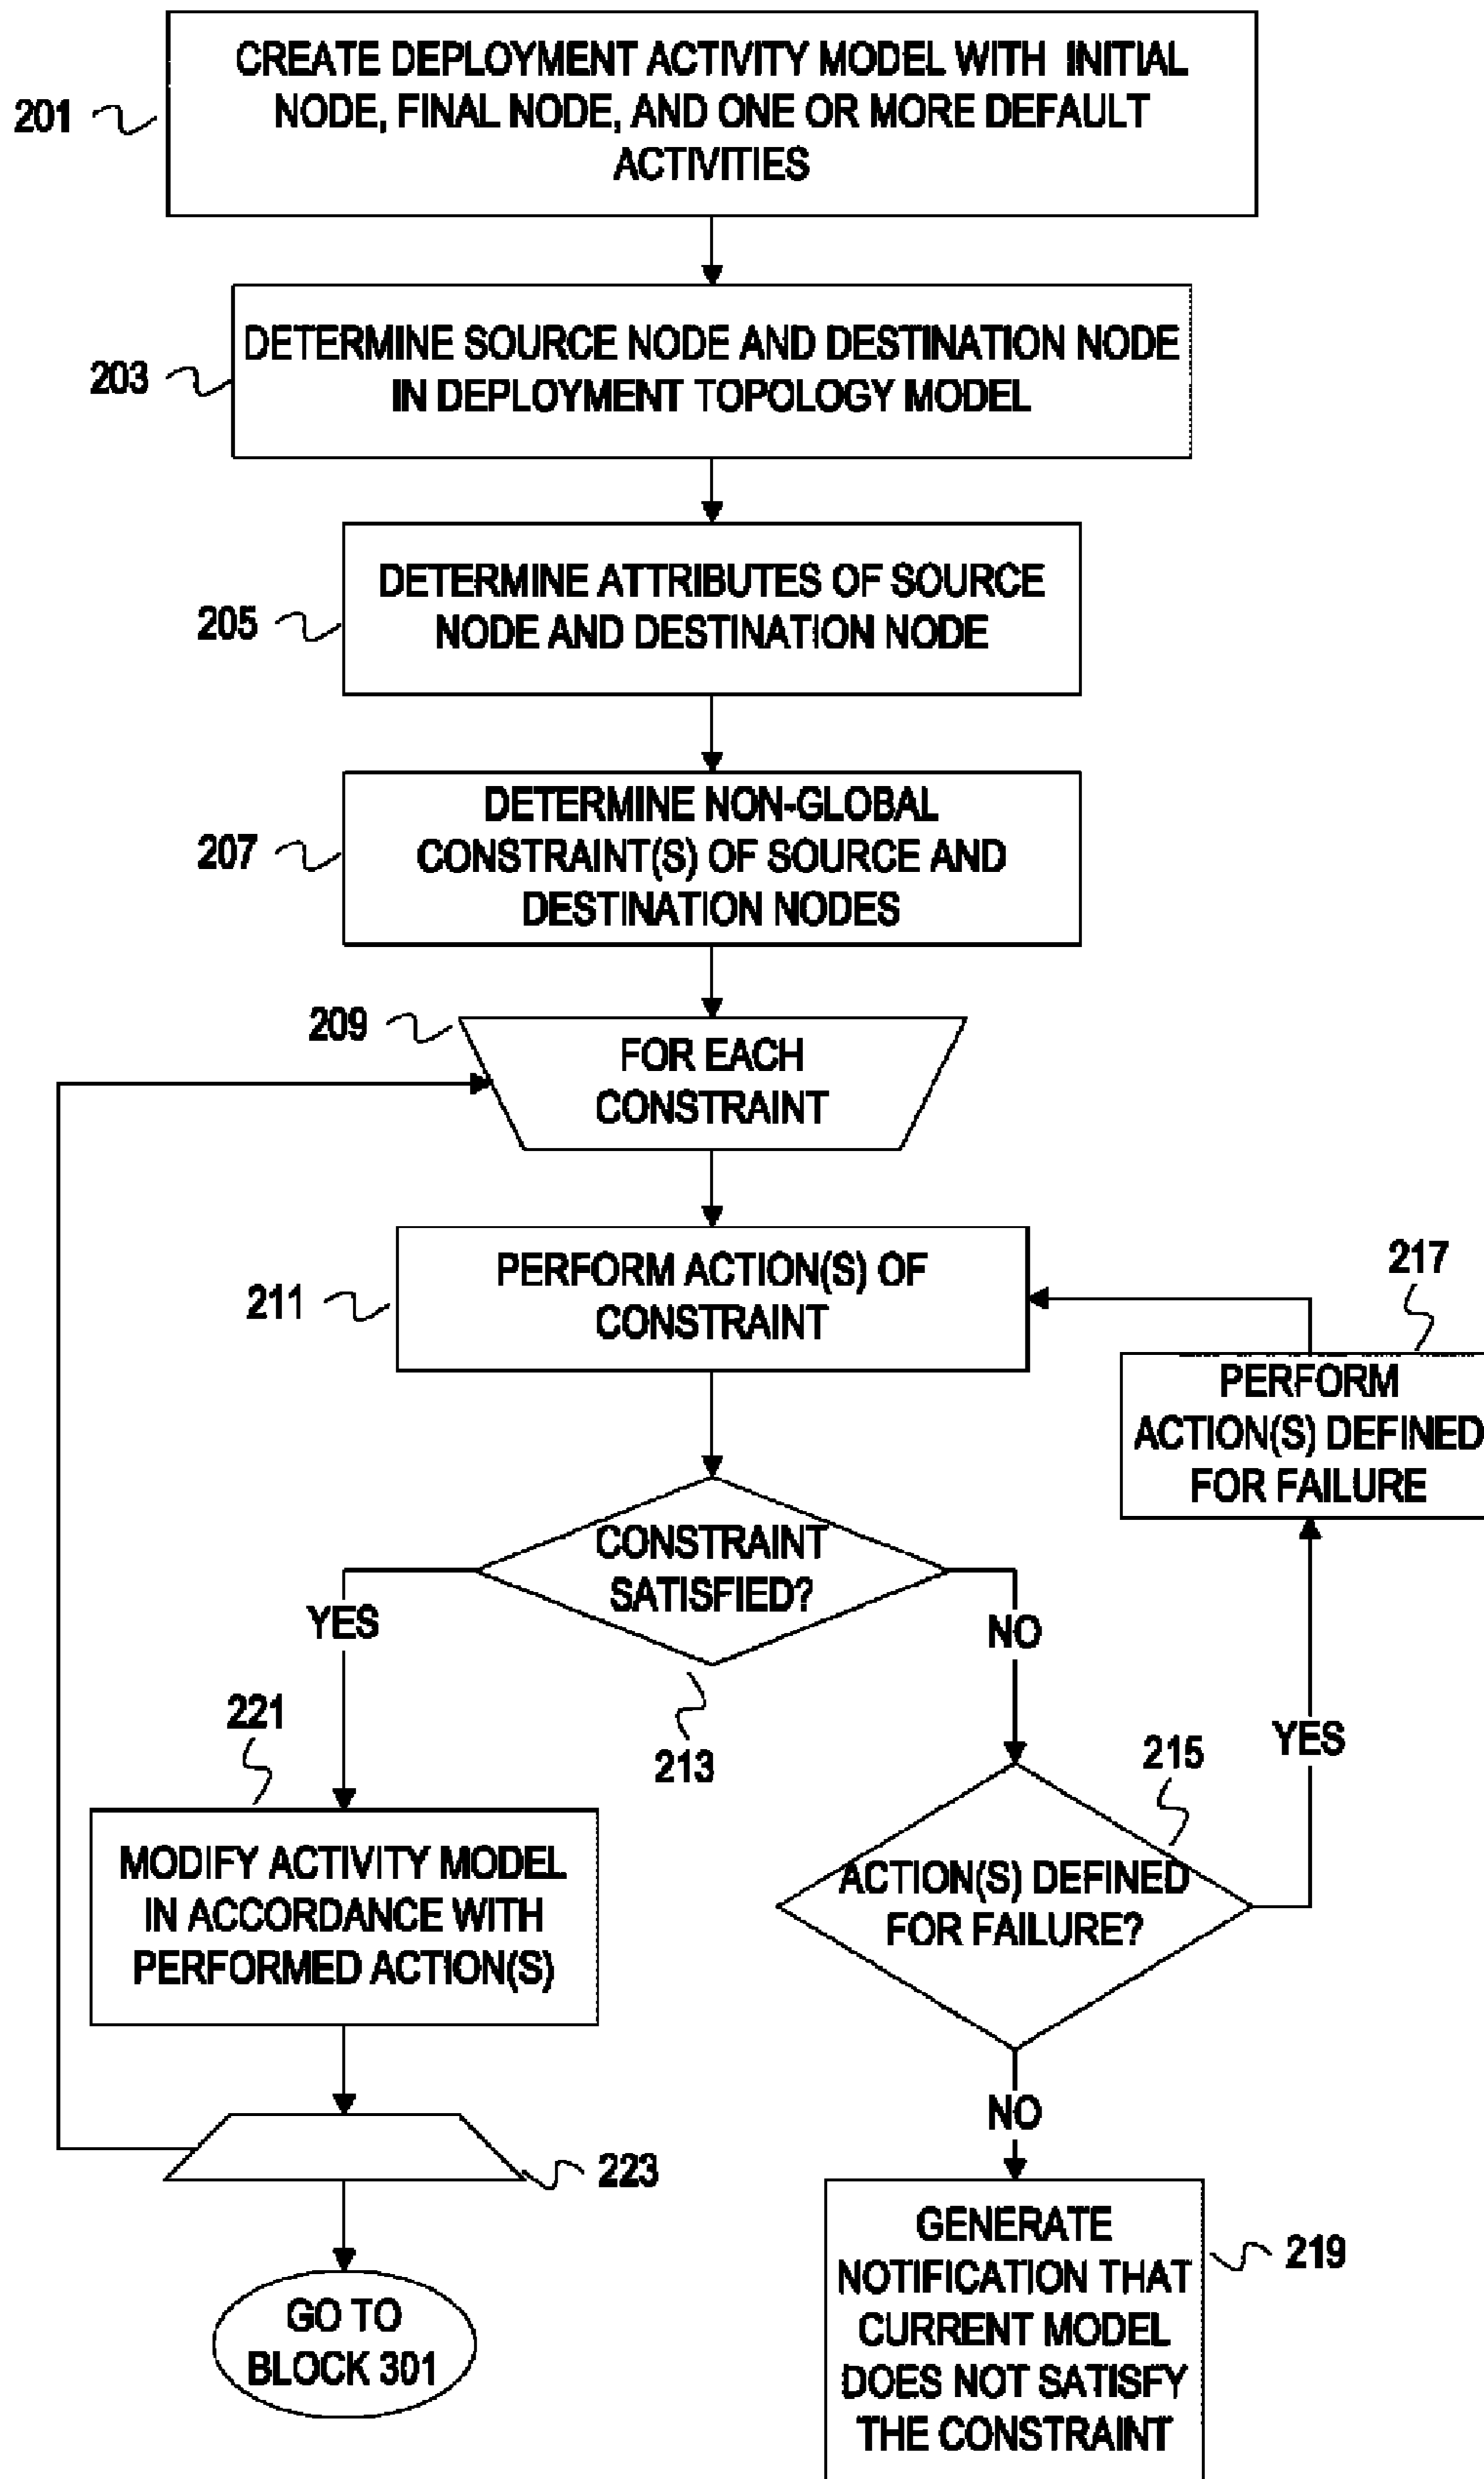 201
CREATE DEPLOYMENT ACTIVITY MODEL WITH INITIAL
NODE, FINAL NODE, AND ONE OR MORE DEFAULT
ACTIVITIES
203
DETERMINE SOURCE NODE AND DESTINATION NODE
IN DEPLOYMENT TOPOLOGY MODEL
205
DETERMINE ATTRIBUTES OF SOURCE
NODE AND DESTINATION NODE
207
DETERMINE NON-GLOBAL
CONSTRAINT(S) OF SOURCE AND
DESTINATION NODES
209
FOR EACH
CONSTRAINT
211
PERFORM ACTION(S) OF
CONSTRAINT
217
PERFORM
ACTION(S) DEFINED
FOR FAILURE
CONSTRAINT
SATISFIED?
213
YES
NO
221
MODIFY ACTIVITY MODEL
IN ACCORDANCE WITH
PERFORMED ACTION(S)
215
ACTION(S) DEFINED
FOR FAILURE?
YES
NO
223
GO TO
BLOCK 301
219
GENERATE
NOTIFICATION THAT
CURRENT MODEL
DOES NOT SATISFY
THE CONSTRAINT